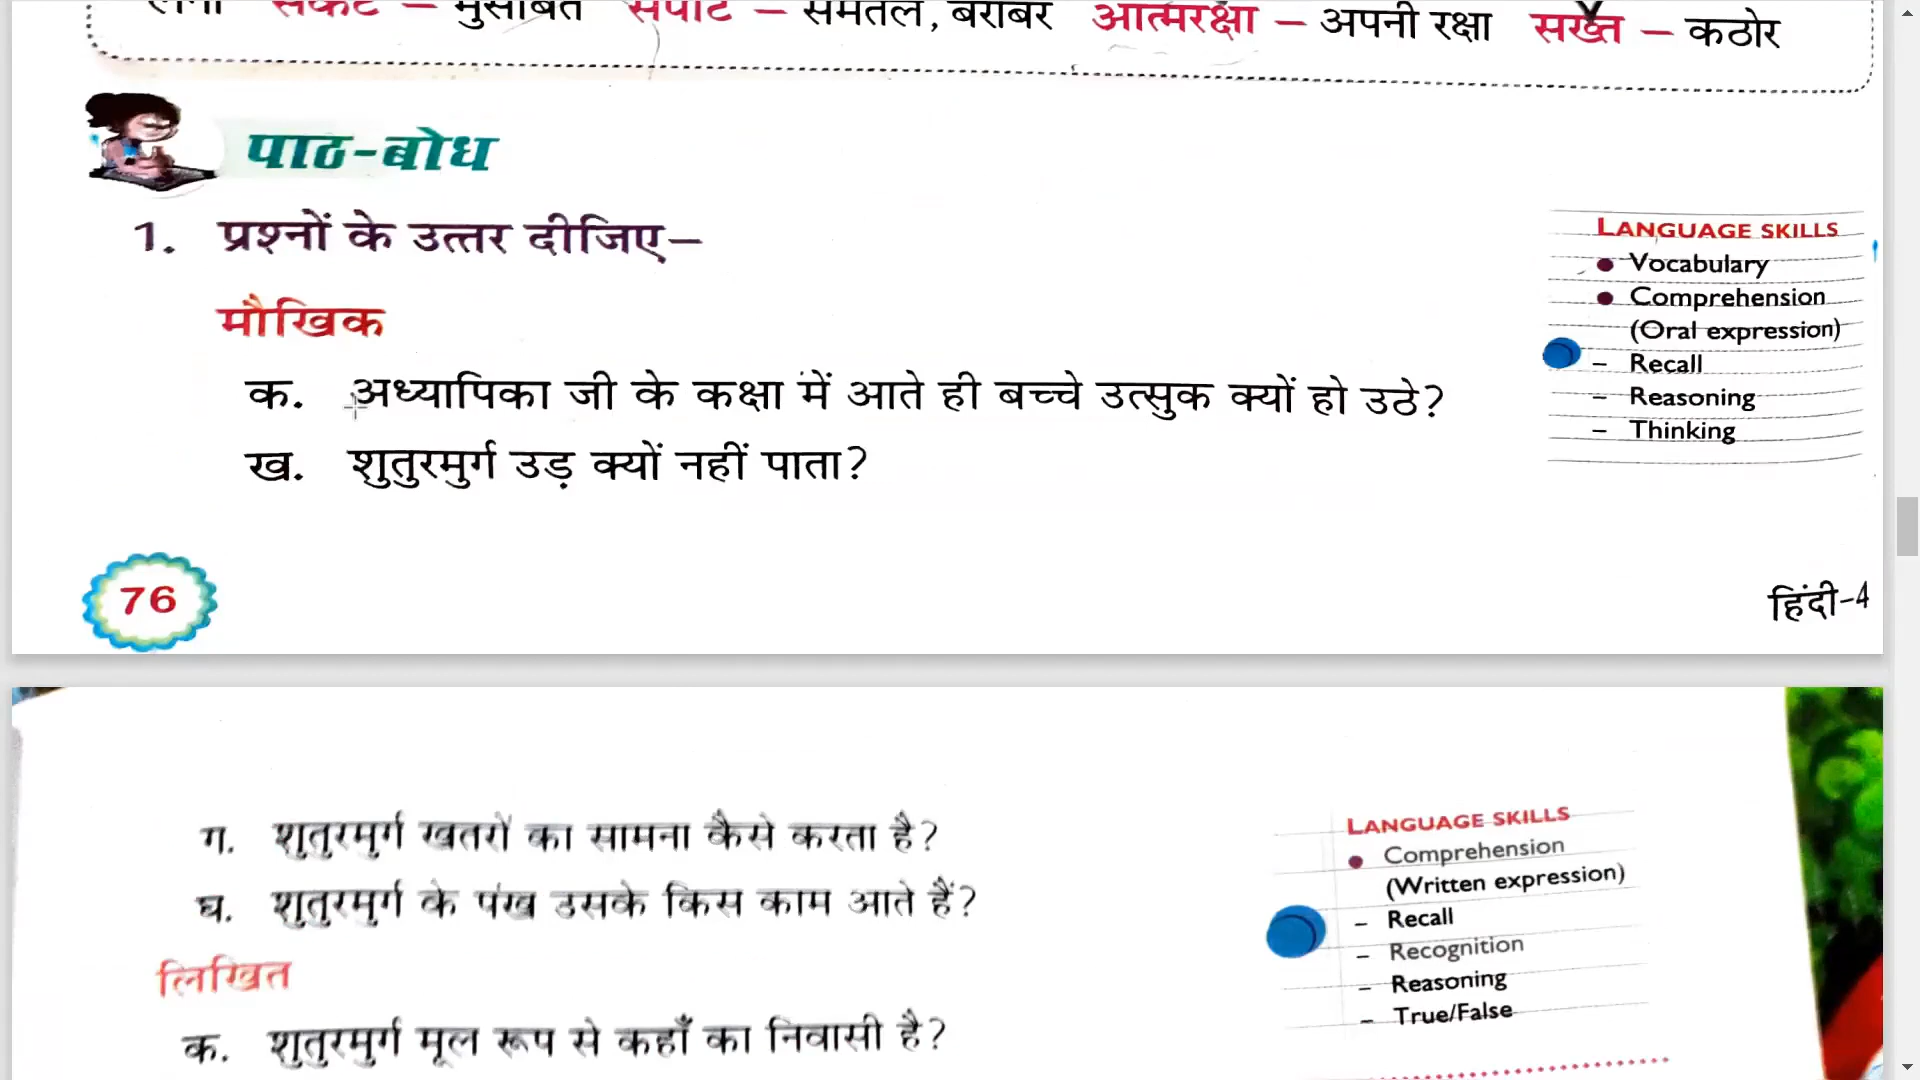 संकट – मुसीबत सपाट – समतल, बराबर आत्मरक्षा – अपनी रक्षा सख्त – कठोर
पाठ-बोध
1. प्रश्नों के उत्तर दीजिए–
मौखिक
क. अध्यापिका जी के कक्षा में आते ही बच्चे उत्सुक क्यों हो उठे?
ख. शुतुरमुर्ग उड़ क्यों नहीं पाता?
LANGUAGE SKILLS
• Vocabulary
• Comprehension
(Oral expression)
– Recall
– Reasoning
– Thinking
76
हिंदी-4
ग. शुतुरमुर्ग खतरों का सामना कैसे करता है?
घ. शुतुरमुर्ग के पंख उसके किस काम आते हैं?
लिखित
क. शुतुरमुर्ग मूल रूप से कहाँ का निवासी है?
LANGUAGE SKILLS
• Comprehension
(Written expression)
– Recall
– Recognition
– Reasoning
– True/False